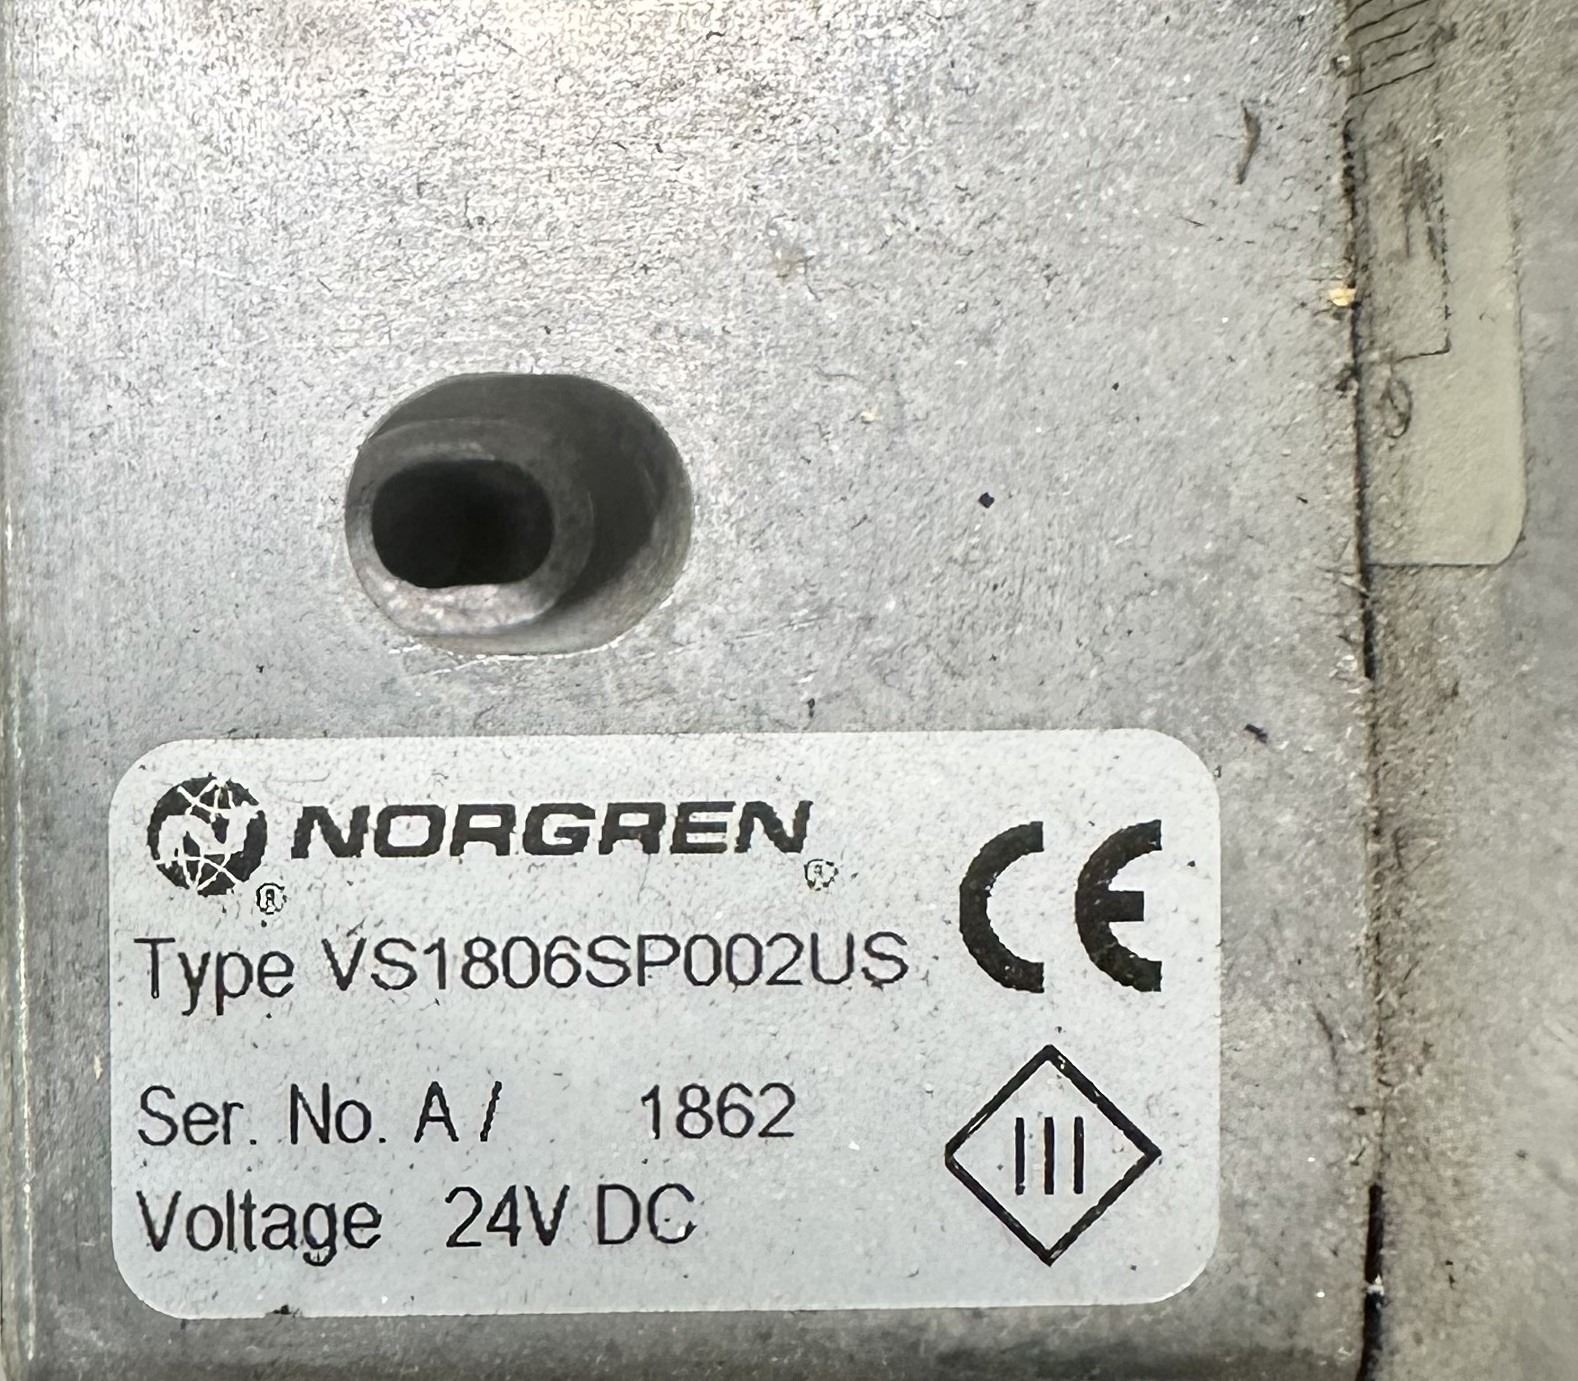 NORGREN
Type VS1806SP002US
CE
Ser. No. A / 1862
Voltage 24V DC
III